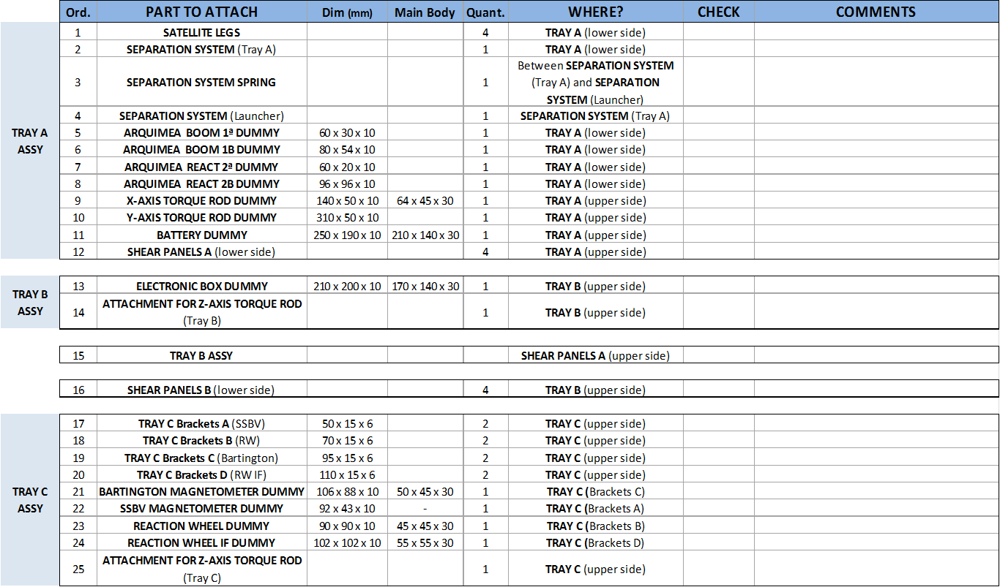 Ord. PART TO ATTACH Dim (mm) Main Body Quant. WHERE? CHECK COMMENTS
TRAY A
ASSY
1 SATELLITE LEGS 4 TRAY A (lower side)
2 SEPARATION SYSTEM (Tray A) 1 TRAY A (lower side)
3 SEPARATION SYSTEM SPRING 1 Between SEPARATION SYSTEM
(Tray A) and SEPARATION
SYSTEM (Launcher)
4 SEPARATION SYSTEM (Launcher) 1 SEPARATION SYSTEM (Tray A)
5 ARQUIMEA BOOM 1ª DUMMY 60 x 30 x 10 1 TRAY A (lower side)
6 ARQUIMEA BOOM 1B DUMMY 80 x 54 x 10 1 TRAY A (lower side)
7 ARQUIMEA REACT 2ª DUMMY 60 x 20 x 10 1 TRAY A (lower side)
8 ARQUIMEA REACT 2B DUMMY 96 x 96 x 10 1 TRAY A (lower side)
9 X-AXIS TORQUE ROD DUMMY 140 x 50 x 10 64 x 45 x 30 1 TRAY A (upper side)
10 Y-AXIS TORQUE ROD DUMMY 310 x 50 x 10 1 TRAY A (upper side)
11 BATTERY DUMMY 250 x 190 x 10 210 x 140 x 30 1 TRAY A (upper side)
12 SHEAR PANELS A (lower side) 4 TRAY A (upper side)
TRAY B
ASSY
13 ELECTRONIC BOX DUMMY 210 x 200 x 10 170 x 140 x 30 1 TRAY B (upper side)
14 ATTACHMENT FOR Z-AXIS TORQUE ROD
(Tray B) 1 TRAY B (upper side)
15 TRAY B ASSY SHEAR PANELS A (upper side)
16 SHEAR PANELS B (lower side) 4 TRAY B (upper side)
TRAY C
ASSY
17 TRAY C Brackets A (SSBV) 50 x 15 x 6 2 TRAY C (upper side)
18 TRAY C Brackets B (RW) 70 x 15 x 6 2 TRAY C (upper side)
19 TRAY C Brackets C (Bartington) 95 x 15 x 6 2 TRAY C (upper side)
20 TRAY C Brackets D (RW IF) 110 x 15 x 6 2 TRAY C (upper side)
21 BARTINGTON MAGNETOMETER DUMMY 106 x 88 x 10 50 x 45 x 30 1 TRAY C (Brackets C)
22 SSBV MAGNETOMETER DUMMY 92 x 43 x 10 - 1 TRAY C (Brackets A)
23 REACTION WHEEL DUMMY 90 x 90 x 10 45 x 45 x 30 1 TRAY C (Brackets B)
24 REACTION WHEEL IF DUMMY 102 x 102 x 10 55 x 55 x 30 1 TRAY C (Brackets D)
25 ATTACHMENT FOR Z-AXIS TORQUE ROD
(Tray C) 1 TRAY C (upper side)